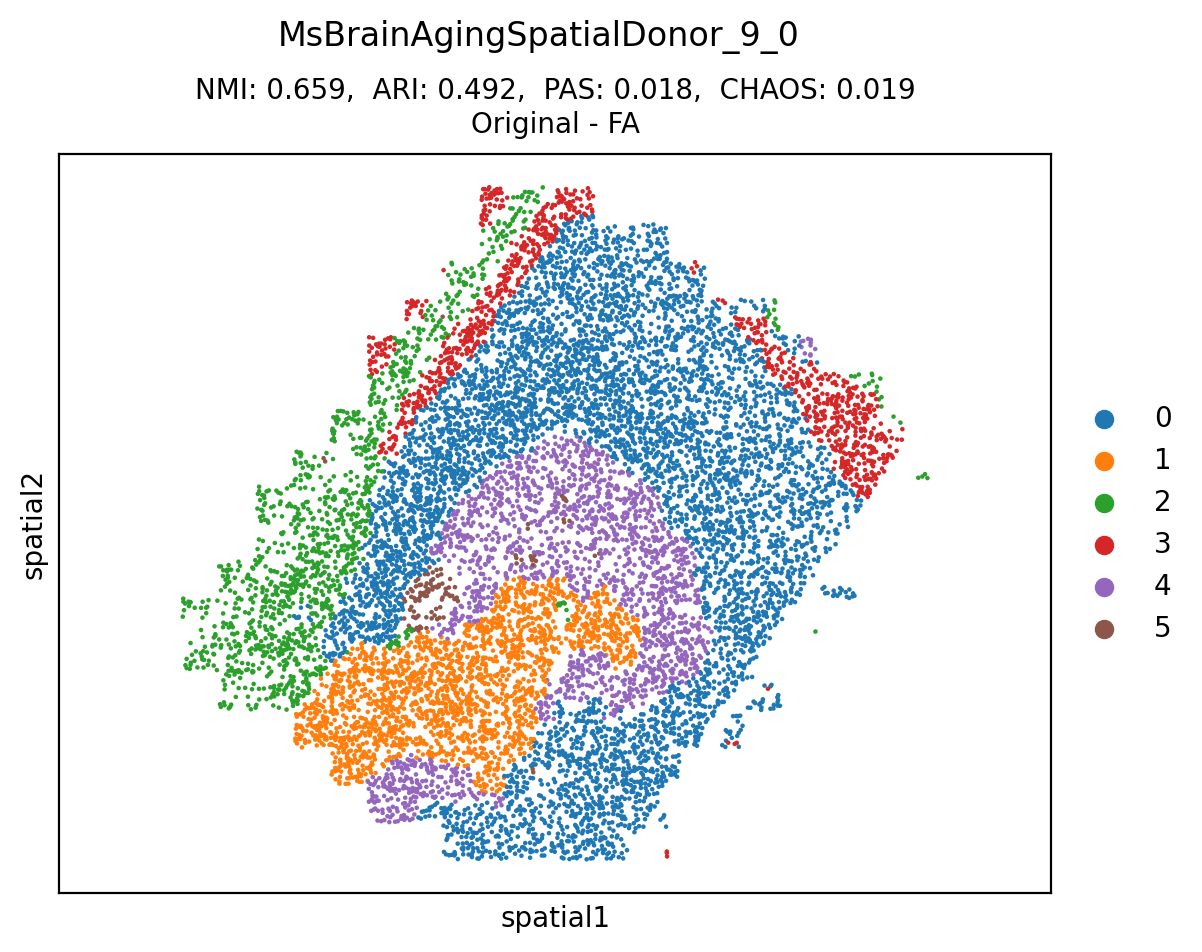 MsBrainAgingSpatialDonor_9_0
NMI: 0.659,  ARI: 0.492,  PAS: 0.018,  CHAOS: 0.019
Original - FA
spatial2
0
1
2
3
4
5
spatial1